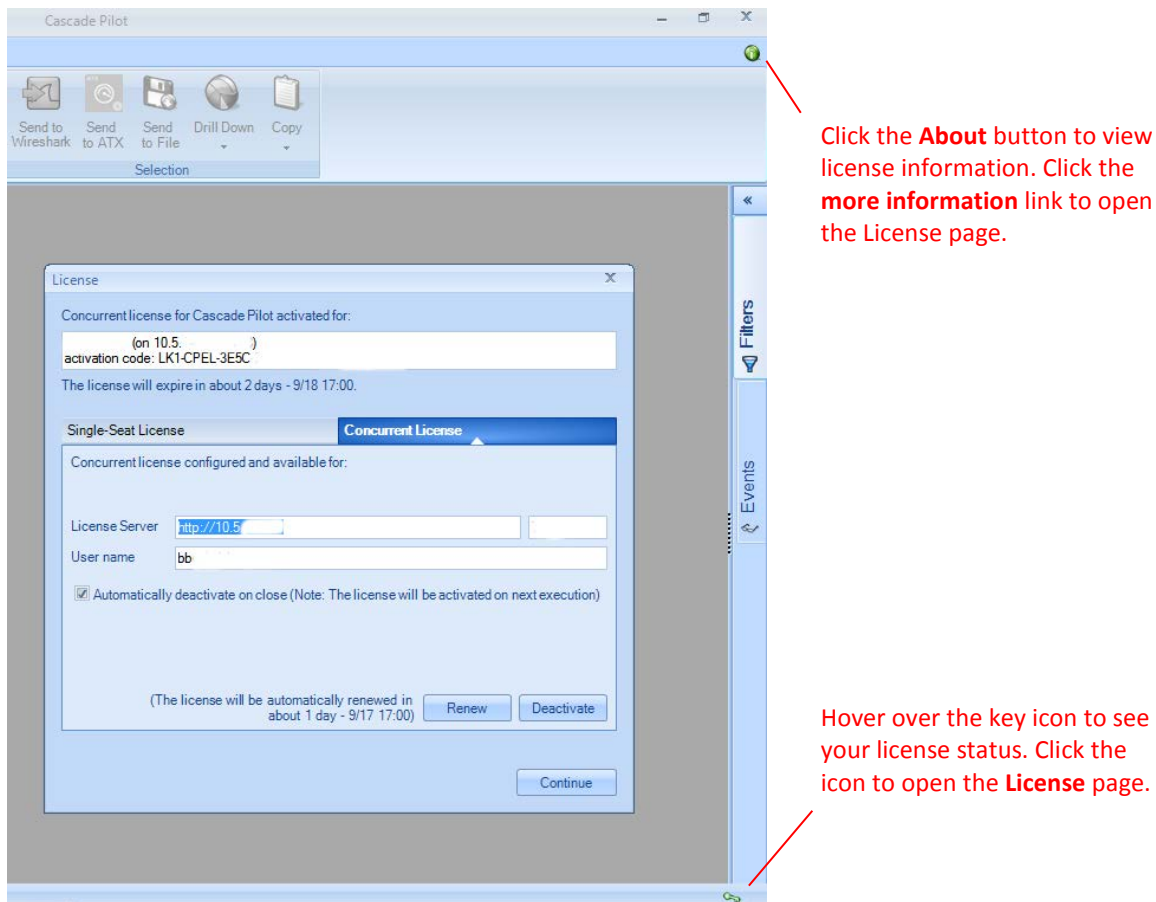 Cascade Pilot
Send to Wireshark
Send to ATX
Send to File
Drill Down
Copy
Selection
Click the About button to view
license information. Click the
more information link to open
the License page.
«
Filters
Events
License
Concurrent license for Cascade Pilot activated for:
(on 10.5. )
activation code: LK1-CPEL-3E5C
The license will expire in about 2 days - 9/18 17:00.
Single-Seat License
Concurrent License
Concurrent license configured and available for:
License Server http://10.5
User name bb
Automatically deactivate on close (Note: The license will be activated on next execution)
(The license will be automatically renewed in
about 1 day - 9/17 17:00)
Renew
Deactivate
Continue
Hover over the key icon to see
your license status. Click the
icon to open the License page.